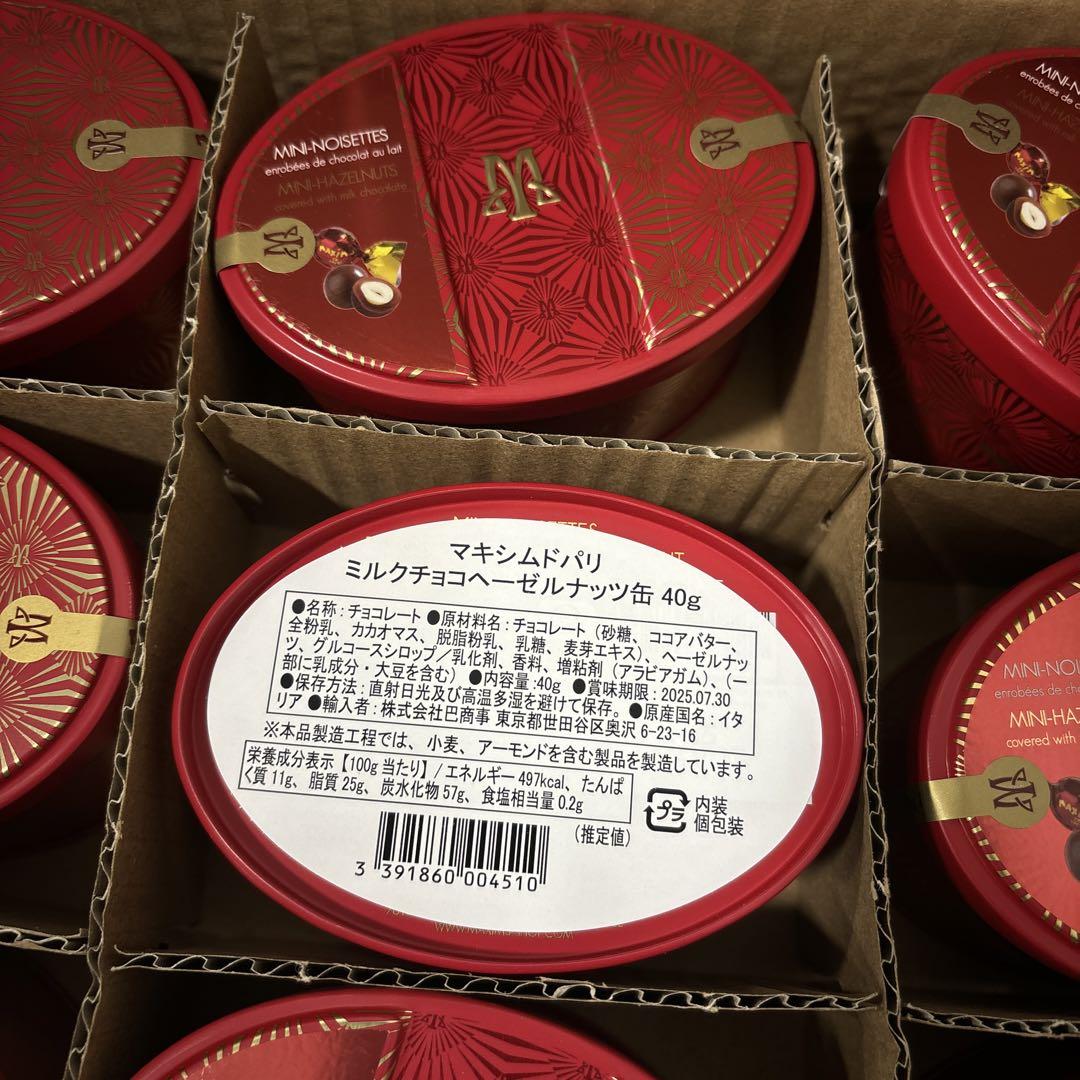 MINI-NOISETTES
enrobées de chocolat au lait
MINI-HAZELNUTS
covered with milk chocolate
MINI-NO
enrobées de choc
MINI-HAZ
マキシムドパリ
ミルクチョコヘーゼルナッツ缶 40g
●名称：チョコレート ●原材料名：チョコレート（砂糖、ココアバター、
全粉乳、カカオマス、脱脂粉乳、乳糖、麦芽エキス）、ヘーゼルナッ
ツ、グルコースシロップ／乳化剤、香料、増粘剤（アラビアガム）、（一
部に乳成分・大豆を含む） ●内容量：40g ●賞味期限：2025.07.30
●保存方法：直射日光及び高温多湿を避けて保存。 ●原産国名：イタ
リア ●輸入者：株式会社巴商事 東京都世田谷区奥沢 6-23-16
※本品製造工程では、小麦、アーモンドを含む製品を製造しています。
栄養成分表示【100g 当たり】/ エネルギー 497kcal、たんぱ
く質 11g、脂質 25g、炭水化物 57g、食塩相当量 0.2g
（推定値）
プラ
内装
個包装
3 391860 004510
MINI-NOI
enrobées de cho
MINI-HAZ
covered with